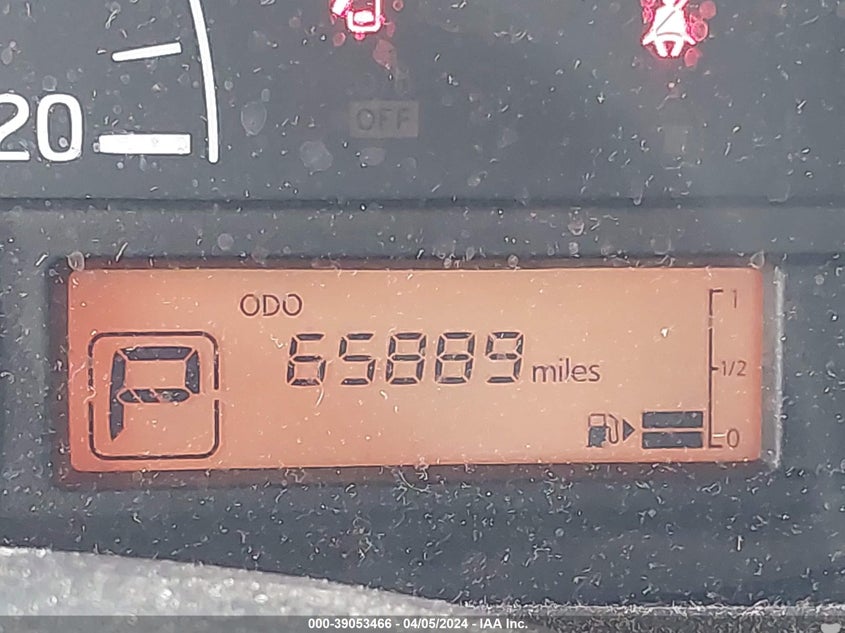 20
OFF
ODO
P
65889 miles
1
1/2
0
000-39053466 - 04/05/2024 - IAA Inc.